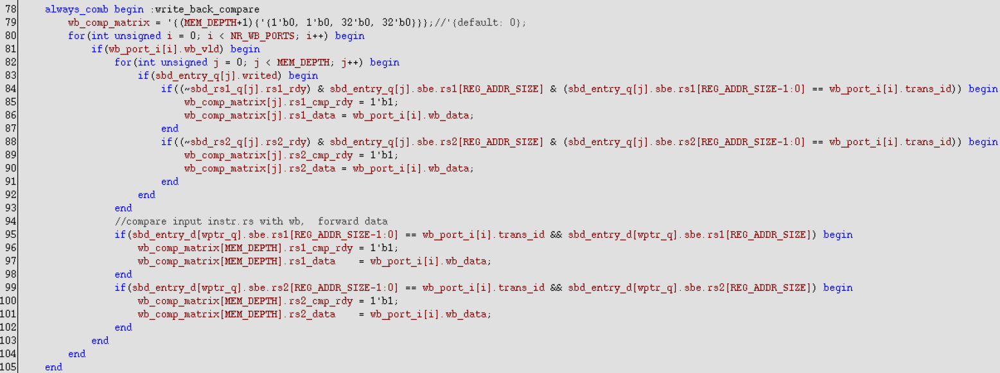 78 always_comb begin :write_back_compare
79 wb_comp_matrix = '{(MEM_DEPTH+1){'{1'b0, 1'b0, 32'b0, 32'b0}}};//'{default: 0};
80 for(int unsigned i = 0; i < NR_WB_PORTS; i++) begin
81 if(wb_port_i[i].wb_vld) begin
82 for(int unsigned j = 0; j < MEM_DEPTH; j++) begin
83 if(sbd_entry_q[j].writed) begin
84 if((~sbd_rs1_q[j].rs1_rdy) & sbd_entry_q[j].sbe.rs1[REG_ADDR_SIZE] & (sbd_entry_q[j].sbe.rs1[REG_ADDR_SIZE-1:0] == wb_port_i[i].trans_id)) begin
85 wb_comp_matrix[j].rs1_cmp_rdy = 1'b1;
86 wb_comp_matrix[j].rs1_data = wb_port_i[i].wb_data;
87 end
88 if((~sbd_rs2_q[j].rs2_rdy) & sbd_entry_q[j].sbe.rs2[REG_ADDR_SIZE] & (sbd_entry_q[j].sbe.rs2[REG_ADDR_SIZE-1:0] == wb_port_i[i].trans_id)) begin
89 wb_comp_matrix[j].rs2_cmp_rdy = 1'b1;
90 wb_comp_matrix[j].rs2_data = wb_port_i[i].wb_data;
91 end
92 end
93 end
94 //compare input instr.rs with wb,  forward data
95 if(sbd_entry_d[wptr_q].sbe.rs1[REG_ADDR_SIZE-1:0] == wb_port_i[i].trans_id && sbd_entry_d[wptr_q].sbe.rs1[REG_ADDR_SIZE]) begin
96 wb_comp_matrix[MEM_DEPTH].rs1_cmp_rdy = 1'b1;
97 wb_comp_matrix[MEM_DEPTH].rs1_data    = wb_port_i[i].wb_data;
98 end
99 if(sbd_entry_d[wptr_q].sbe.rs2[REG_ADDR_SIZE-1:0] == wb_port_i[i].trans_id && sbd_entry_d[wptr_q].sbe.rs2[REG_ADDR_SIZE]) begin
100 wb_comp_matrix[MEM_DEPTH].rs2_cmp_rdy = 1'b1;
101 wb_comp_matrix[MEM_DEPTH].rs2_data    = wb_port_i[i].wb_data;
102 end
103 end
104 end
105 end